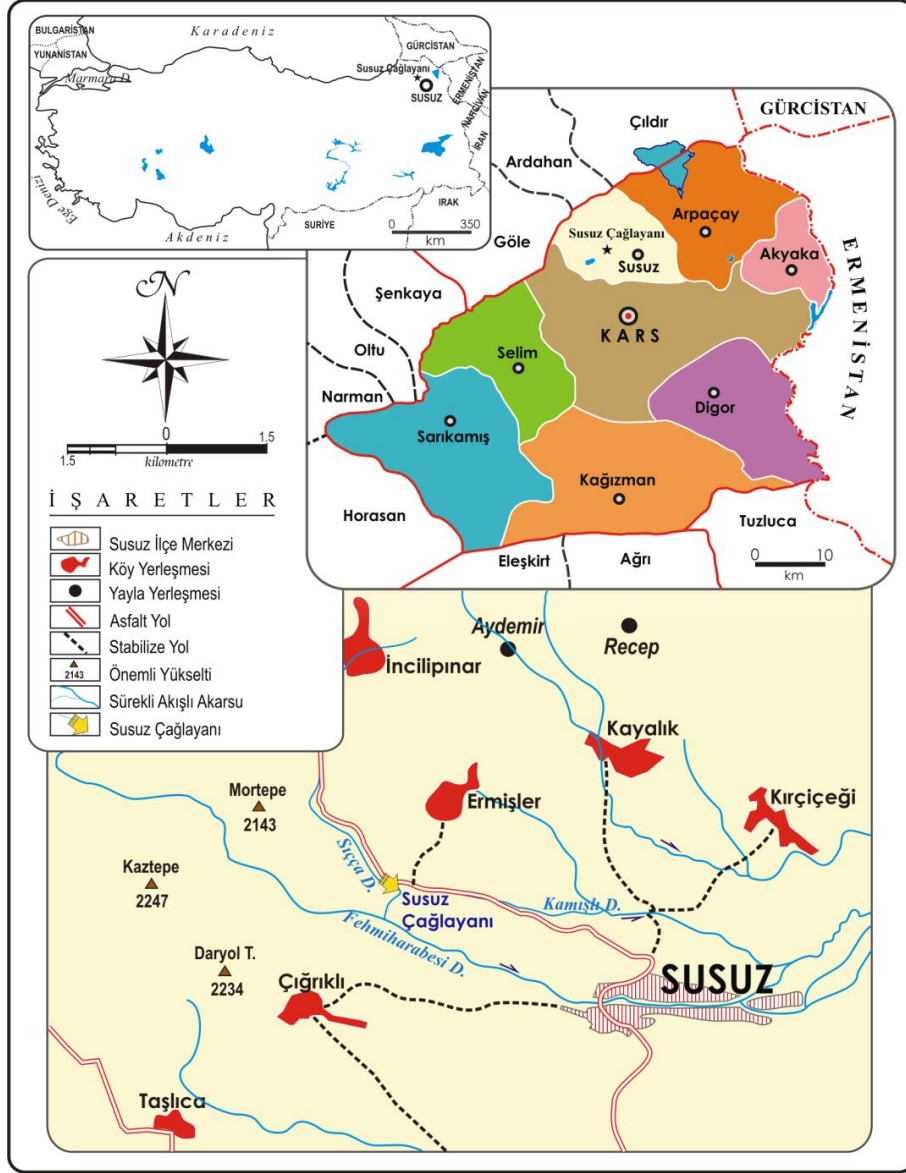 BULGARİSTAN
Karadeniz
YUNANİSTAN
GÜRCİSTAN
Marmara D.
Susuz Çağlayanı
SUSUZ
ERMENİSTAN
NAHÇIVAN
İRAN
Ege Denizi
IRAK
SURİYE
Akdeniz
0 350
km
GÜRCİSTAN
Çıldır
Ardahan
Arpaçay
Göle
Susuz Çağlayanı
Susuz
Akyaka
ERMENİSTAN
Şenkaya
KARS
Oltu
Selim
Narman
Digor
Sarıkamış
Kağızman
Horasan
Tuzluca
Eleşkirt
Ağrı
0 10
km
N
0
1.5 1.5
kilometre
İŞARETLER
Susuz İlçe Merkezi
Köy Yerleşmesi
Yayla Yerleşmesi
Asfalt Yol
Stabilize Yol
2143 Önemli Yükselti
Sürekli Akışlı Akarsu
Susuz Çağlayanı
Aydemir
Recep
İncilipınar
Kayalık
Mortepe
2143
Ermişler
Kırçiçeği
Sıçça D.
Kaztepe
2247
Susuz
Çağlayanı
Kamışlı D.
Fehmiharabesi D.
Daryol T.
2234
Çığrıklı
SUSUZ
Taşlıca